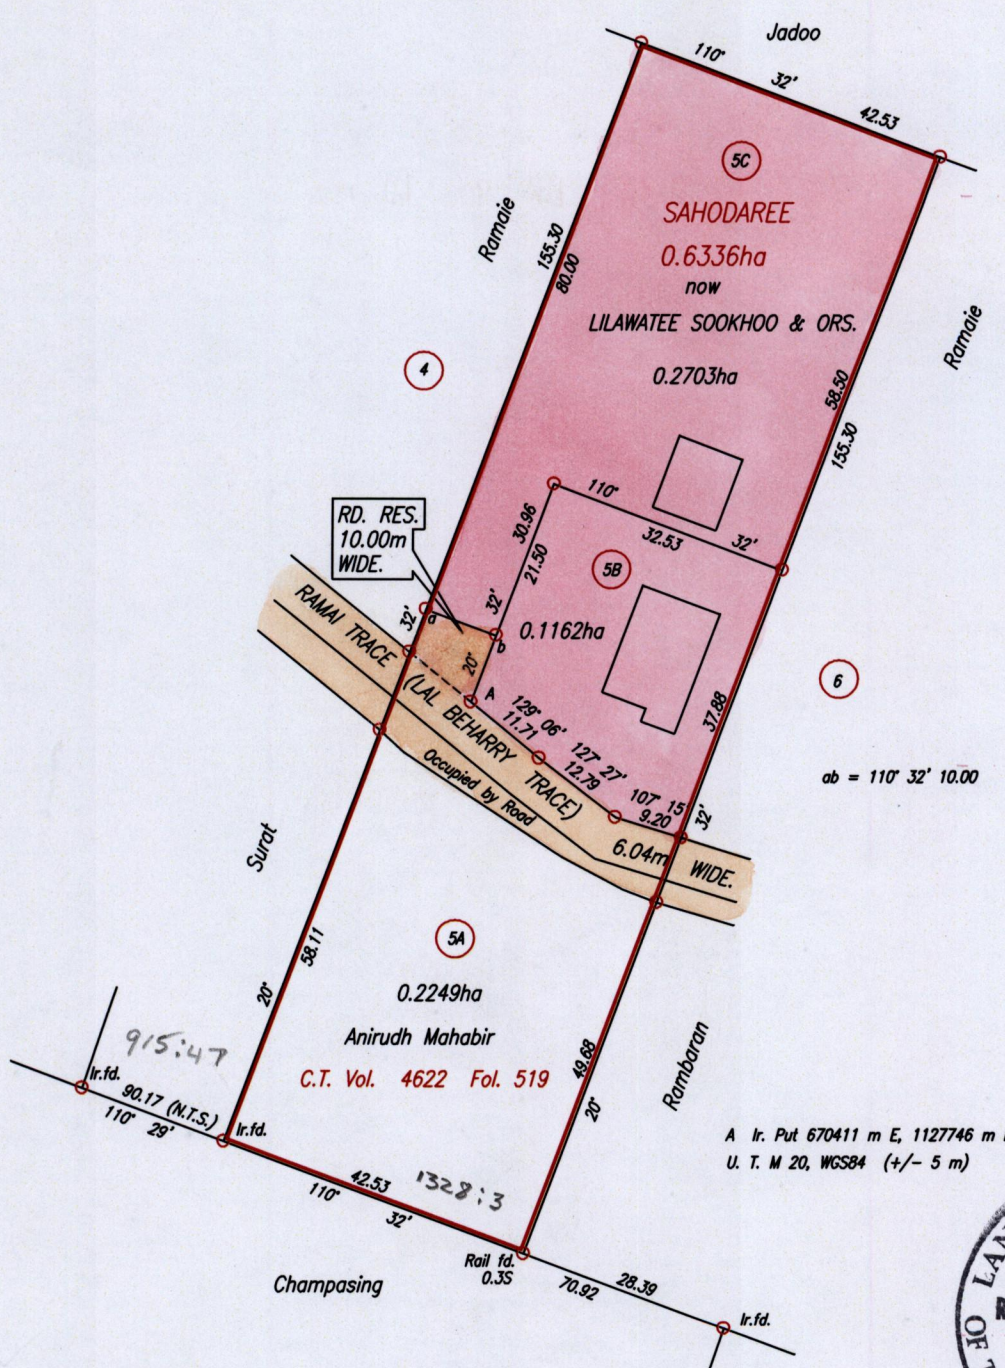 Jadoo
110° 32' 42.53
5C
SAHODAREE
0.6336ha
now
LILAWATEE SOOKHOO & ORS.
0.2703ha
Ramaie
155.30
80.00
Ramaie
58.50
155.30
4
RD. RES.
10.00m
WIDE.
30.96
21.50
110° 32.53 32'
5B
0.1162ha
32'
a
32'
b
20°
A
RAMAI TRACE (LAL BEHARRY TRACE)
Occupied by Road
129° 06'
11.71
127° 27'
12.79
107° 15'
9.20
37.88
32'
6
ab = 110° 32' 10.00
6.04m WIDE.
Surat
58.11
20°
5A
0.2249ha
Anirudh Mahabir
C.T. Vol. 4622 Fol. 519
49.68
20°
Rambaran
915:47
Ir.fd.
90.17 (N.T.S.)
110° 29'
Ir.fd.
42.53
110° 32'
1328:3
A Ir. Put 670411 m E, 1127746 m
U. T. M 20, WGS84 (+/- 5 m)
Champasing
Rail fd.
0.3S
28.39
70.92
Ir.fd.
OF LAN